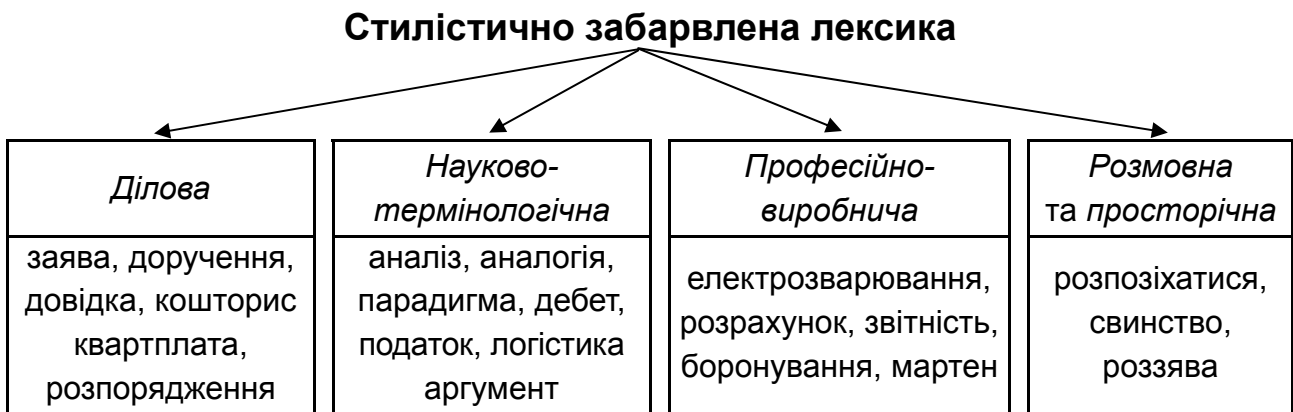 Стилістично забарвлена лексика
Ділова
заява, доручення,
довідка, кошторис
квартплата,
розпорядження
Науково-
термінологічна
аналіз, аналогія,
парадигма, дебет,
податок, логістика
аргумент
Професійно-
виробнича
електрозварювання,
розрахунок, звітність,
боронування, мартен
Розмовна
та просторічна
розпозіхатися,
свинство,
роззява